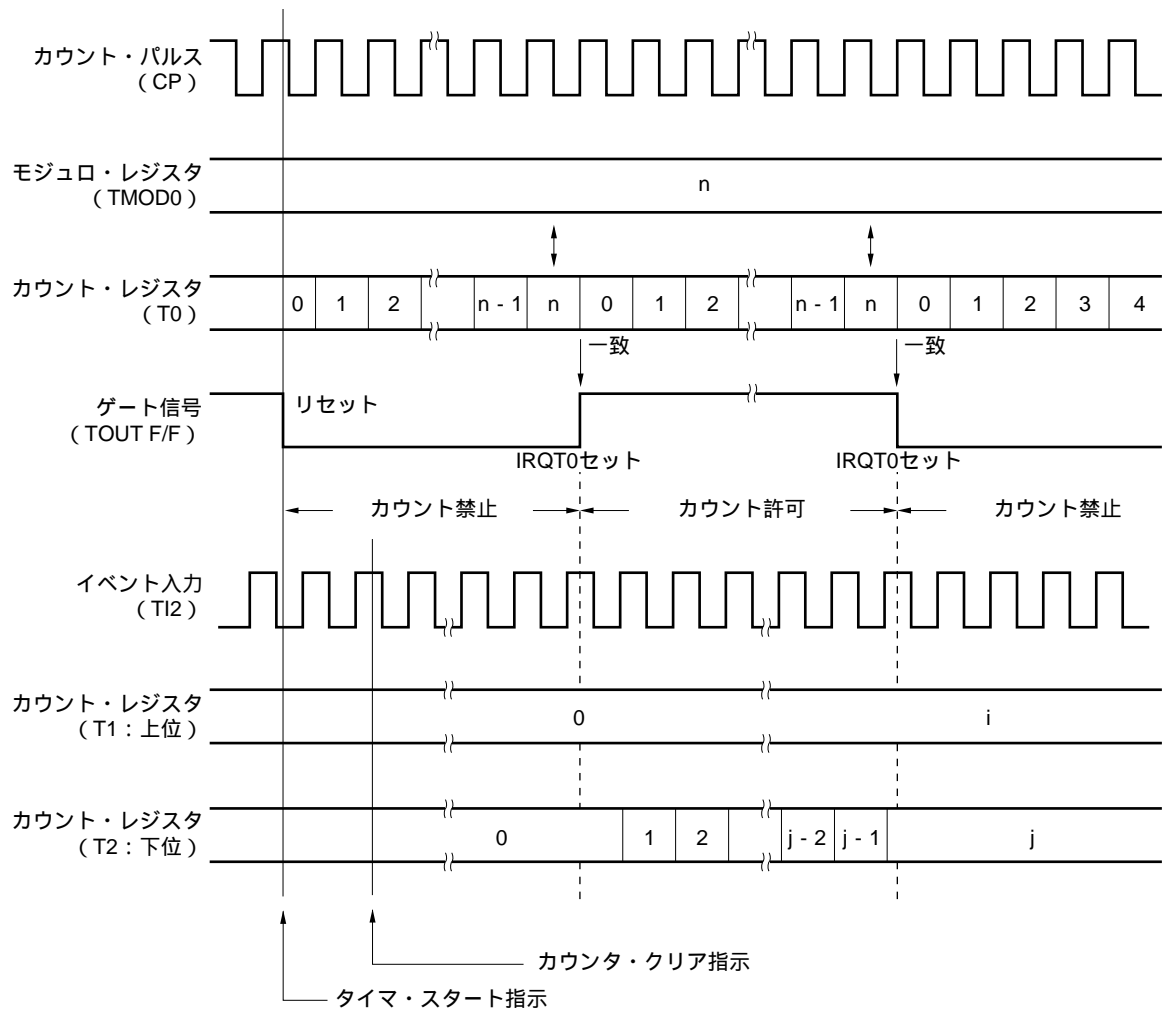 カウント・パルス
(CP)
モジュロ・レジスタ
(TMOD0)
n
カウント・レジスタ
(T0)
0 1 2 n - 1 n 0 1 2 n - 1 n 0 1 2 3 4
一致 一致
ゲート信号
(TOUT F/F)
リセット
IRQT0セット IRQT0セット
カウント禁止 カウント許可 カウント禁止
イベント入力
(TI2)
カウント・レジスタ
(T1:上位)
0 i
カウント・レジスタ
(T2:下位)
0 1 2 j - 2 j - 1 j
カウンタ・クリア指示
タイマ・スタート指示